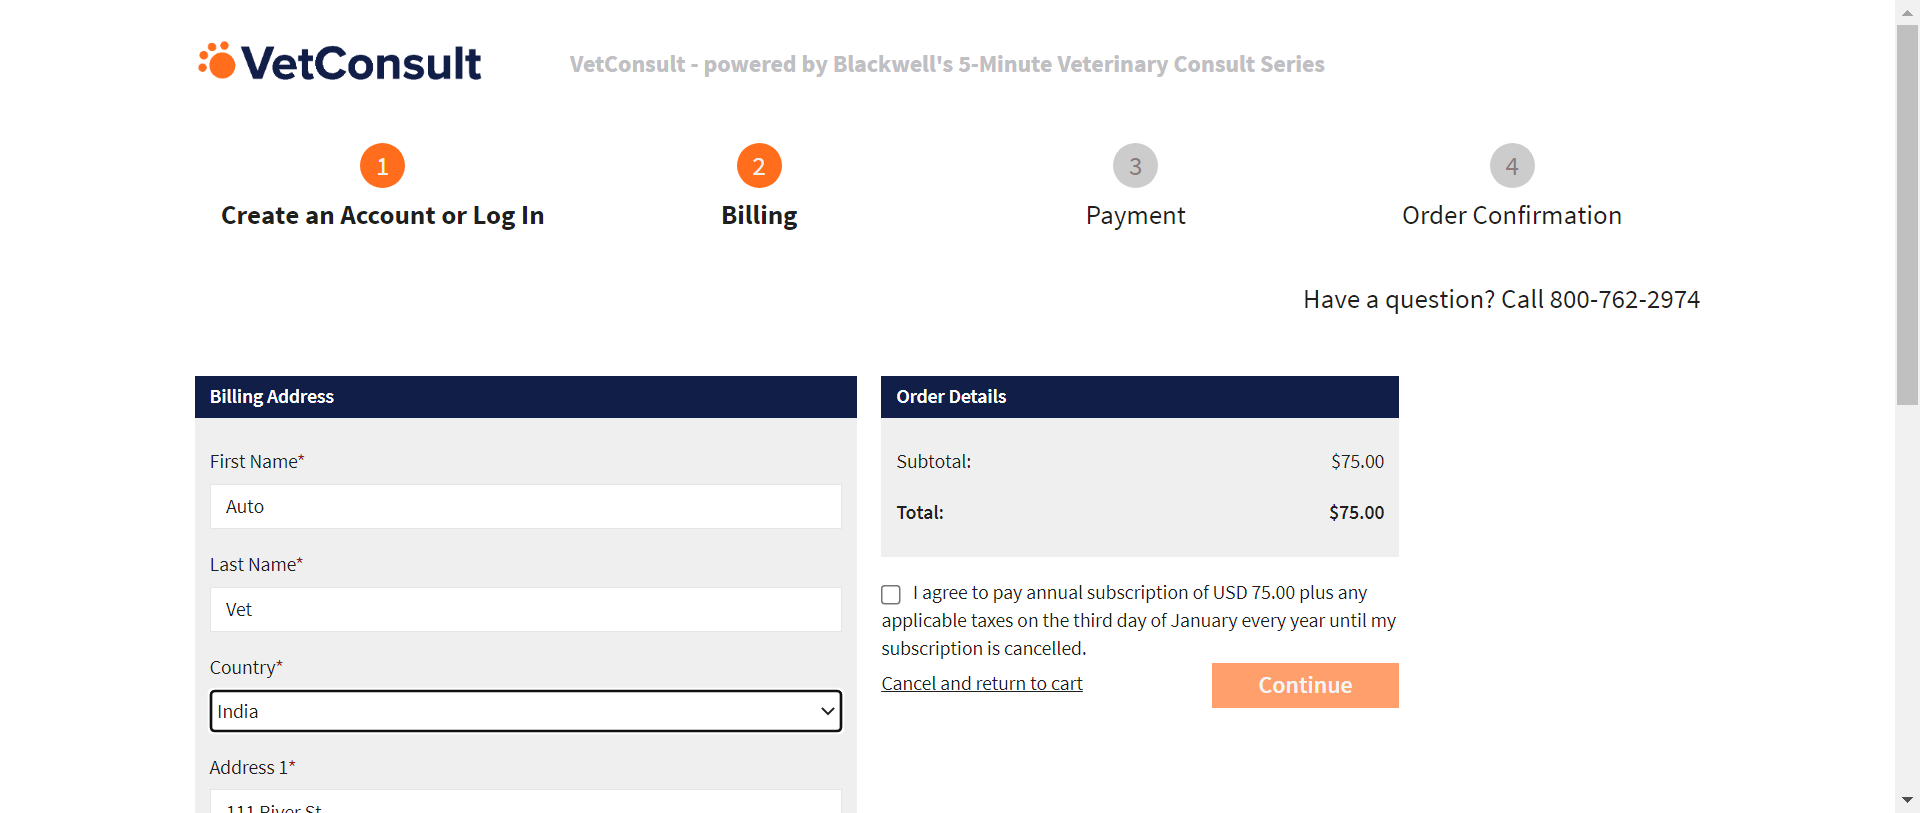 VetConsult
VetConsult - powered by Blackwell's 5-Minute Veterinary Consult Series
1
Create an Account or Log In
2
Billing
3
Payment
4
Order Confirmation
Have a question? Call 800-762-2974
Billing Address
First Name*
Auto
Last Name*
Vet
Country*
India
Address 1*
111 River St
Order Details
Subtotal: $75.00
Total: $75.00
I agree to pay annual subscription of USD 75.00 plus any
applicable taxes on the third day of January every year until my
subscription is cancelled.
Cancel and return to cart
Continue